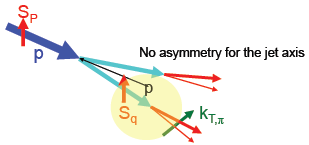 S_P
p
No asymmetry for the jet axis
p
S_q
k_T,π